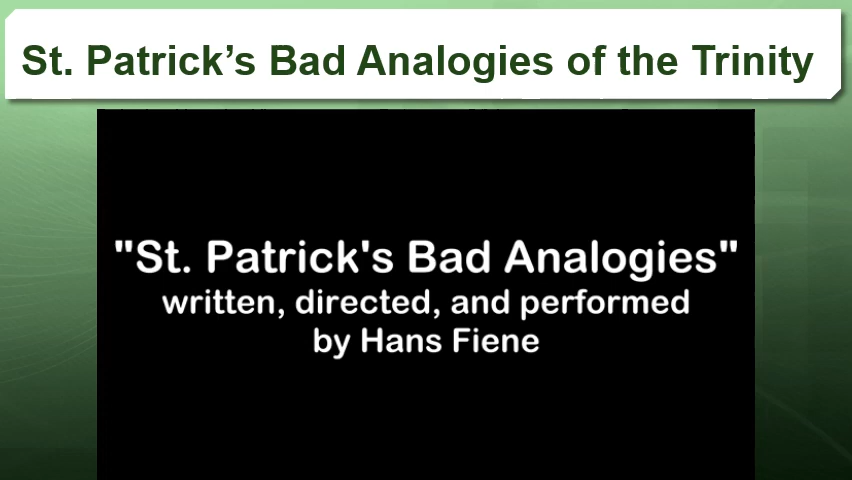 St. Patrick’s Bad Analogies of the Trinity
"St. Patrick's Bad Analogies"
written, directed, and performed
by Hans Fiene